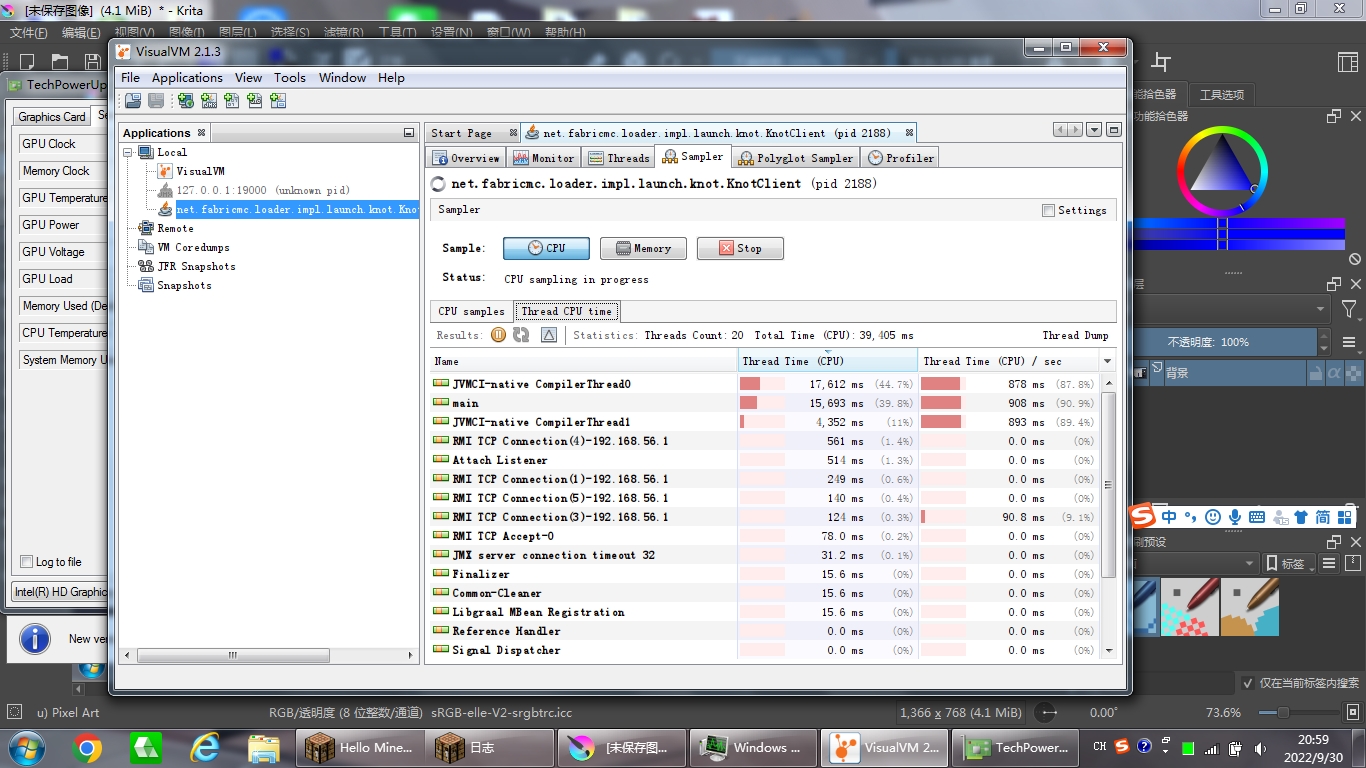 [未保存图像] (4.1 MiB) * - Krita
文件(F) 编辑(E) 视图(V) 图像(I) 图层(L) 选择(S) 滤镜(R) 工具(T) 设置(N) 窗口(W) 帮助(H)
VisualVM 2.1.3
File Applications View Tools Window Help
TechPowerUp
Graphics Card
GPU Clock
Memory Clock
GPU Temperature
GPU Power
GPU Voltage
GPU Load
Memory Used (De
CPU Temperature
System Memory U
Log to file
Intel(R) HD Graphic
New ver
Applications
Local
VisualVM
127.0.0.1:19000 (unknown pid)
net.fabricmc.loader.impl.launch.knot.Kno
Remote
VM Coredumps
JFR Snapshots
Snapshots
Start Page net.fabricmc.loader.impl.launch.knot.KnotClient (pid 2188)
Overview Monitor Threads Sampler Polyglot Sampler Profiler
net.fabricmc.loader.impl.launch.knot.KnotClient (pid 2188)
Sampler Settings
Sample: CPU Memory Stop
Status: CPU sampling in progress
CPU samples Thread CPU time
Results: Statistics: Threads Count: 20 Total Time (CPU): 39,405 ms Thread Dump
Name Thread Time (CPU) Thread Time (CPU) / sec
JVMCI-native CompilerThread0 17,612 ms (44.7%) 878 ms (87.8%)
main 15,693 ms (39.8%) 908 ms (90.9%)
JVMCI-native CompilerThread1 4,352 ms (11%) 893 ms (89.4%)
RMI TCP Connection(4)-192.168.56.1 561 ms (1.4%) 0.0 ms (0%)
Attach Listener 514 ms (1.3%) 0.0 ms (0%)
RMI TCP Connection(1)-192.168.56.1 249 ms (0.6%) 0.0 ms (0%)
RMI TCP Connection(5)-192.168.56.1 140 ms (0.4%) 0.0 ms (0%)
RMI TCP Connection(3)-192.168.56.1 124 ms (0.3%) 90.8 ms (9.1%)
RMI TCP Accept-0 78.0 ms (0.2%) 0.0 ms (0%)
JMX server connection timeout 32 31.2 ms (0.1%) 0.0 ms (0%)
Finalizer 15.6 ms (0%) 0.0 ms (0%)
Common-Cleaner 15.6 ms (0%) 0.0 ms (0%)
Libgraal MBean Registration 15.6 ms (0%) 0.0 ms (0%)
Reference Handler 0.0 ms (0%) 0.0 ms (0%)
Signal Dispatcher 0.0 ms (0%) 0.0 ms (0%)
能拾色器 工具选项
功能拾色器
层
不透明度: 100%
背景
中 简
刷预设
标签
仅在当前标签内搜索
u) Pixel Art RGB/透明度 (8 位整数/通道) sRGB-elle-V2-srgbtrc.icc 1,366 x 768 (4.1 MiB) 0.00° 73.6%
Hello Mine... 日志 [未保存图... Windows ... VisualVM 2... TechPower... CH 20:59
2022/9/30